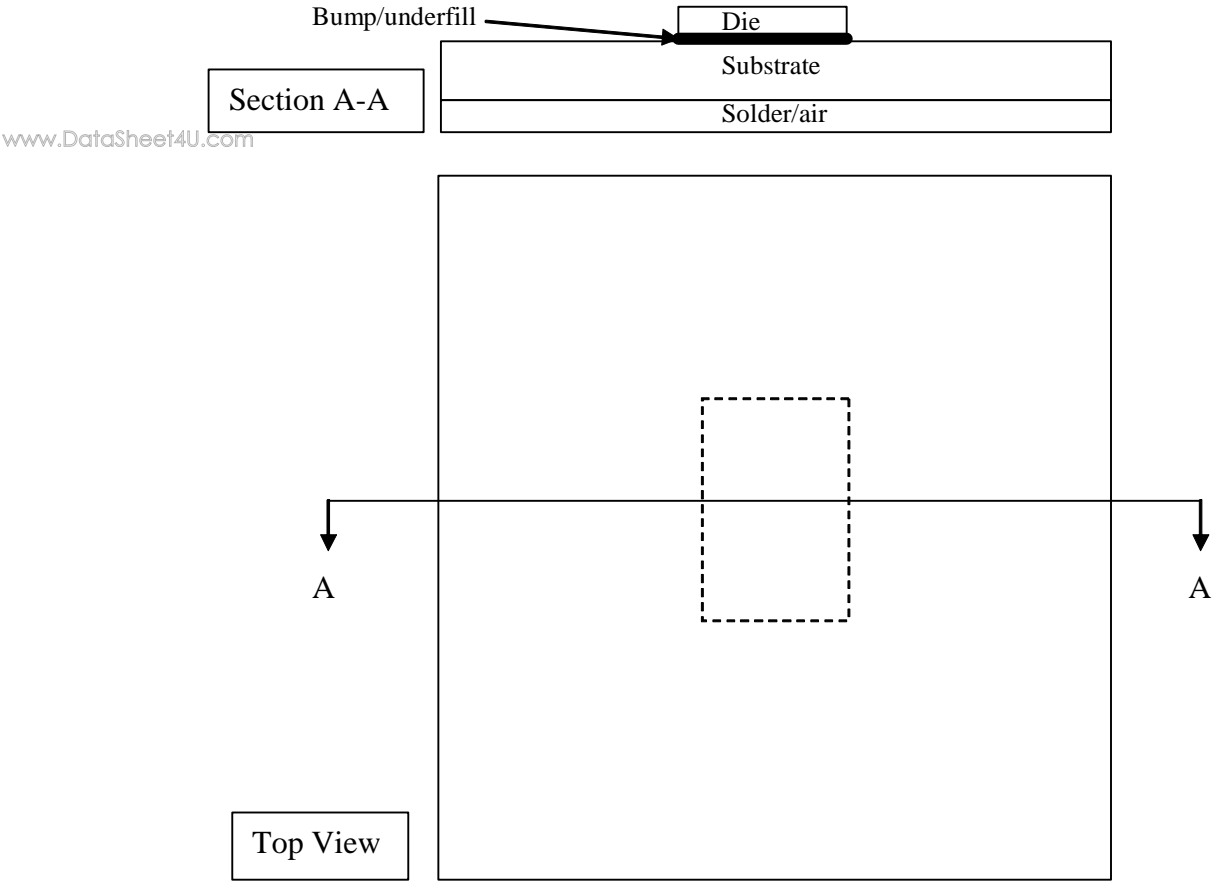 Bump/underfill
Die
Substrate
Section A-A
Solder/air
www.DataSheet4U.com
A
A
Top View